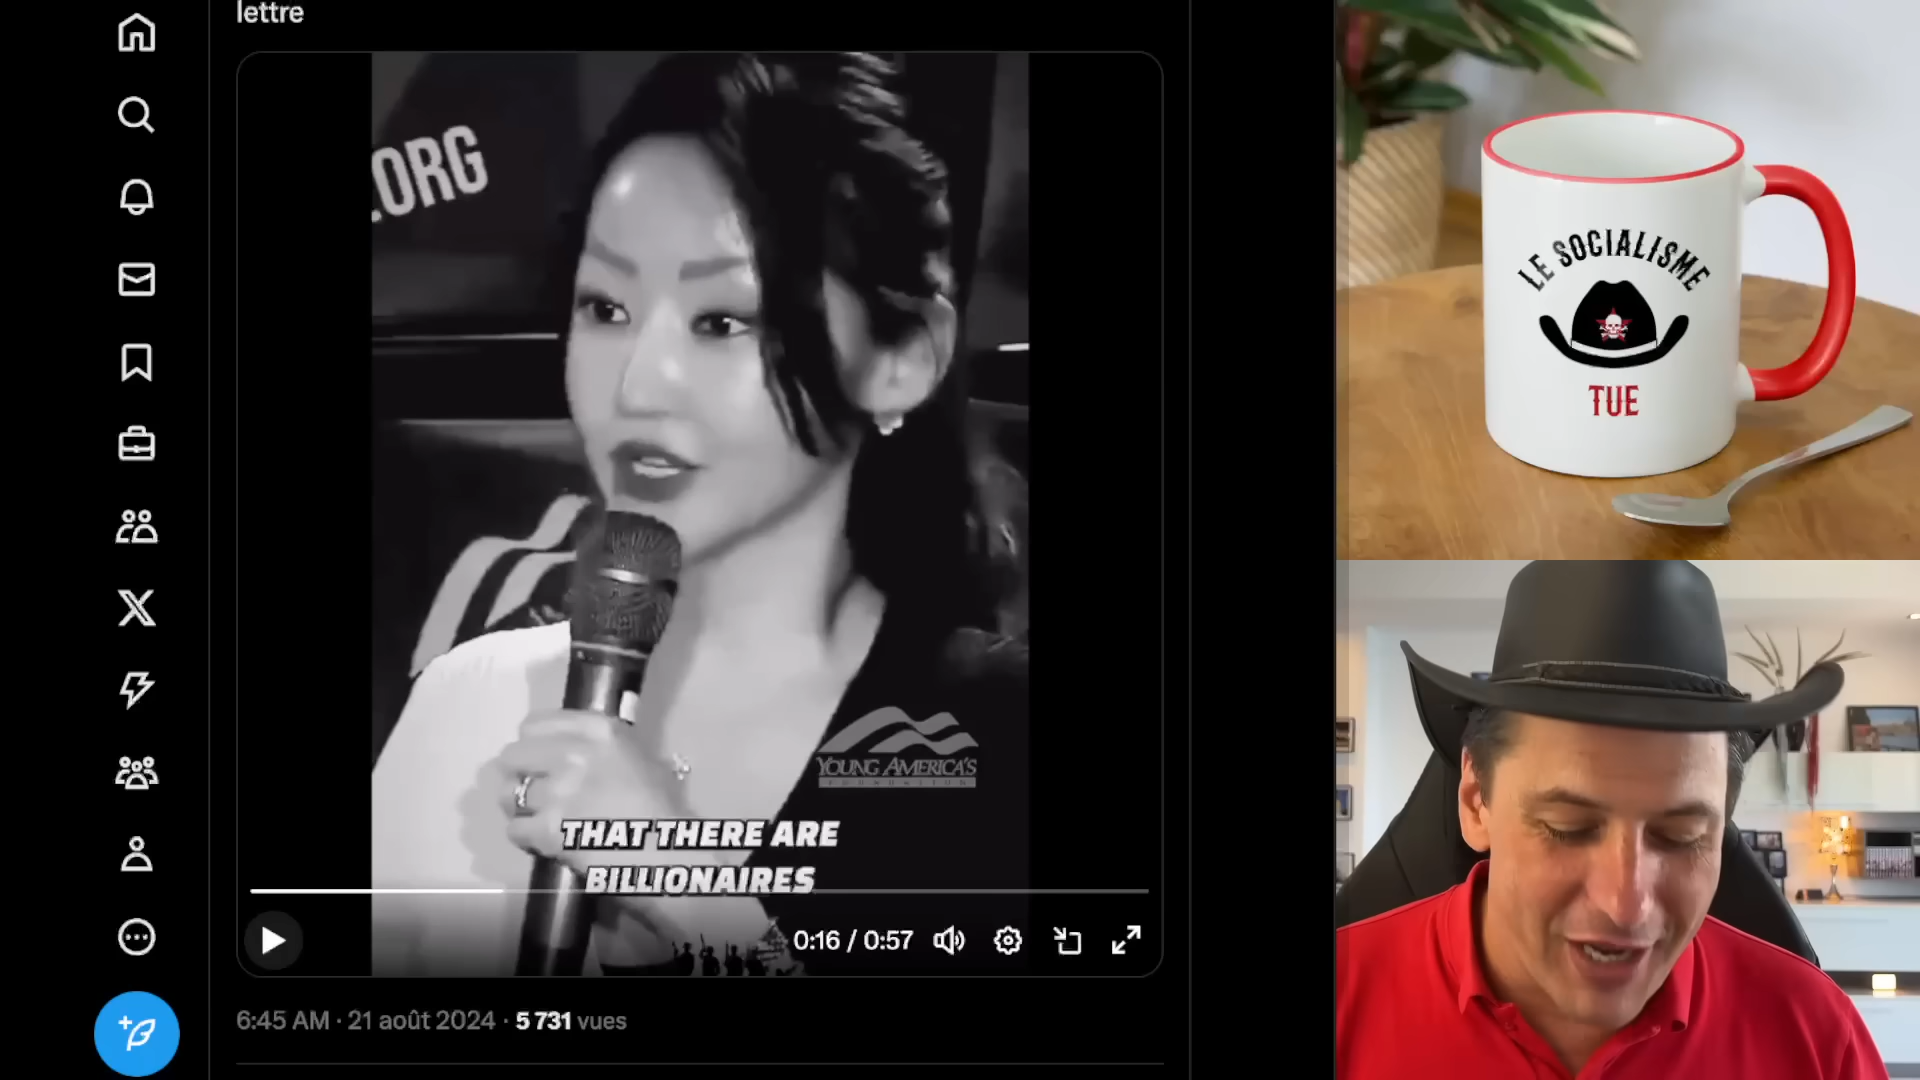 lettre
.ORG
YOUNG AMERICA'S
FOUNDATION
THAT THERE ARE
BILLIONAIRES
0:16 / 0:57
6:45 AM · 21 août 2024 · 5 731 vues
LE SOCIALISME
TUE